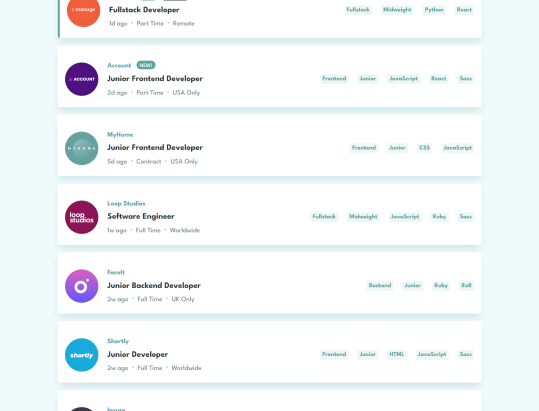 manage
Fullstack Developer
1d ago · Part Time · Remote
Fullstack Midweight Python React
ACCOUNT
Account NEW!
Junior Frontend Developer
2d ago · Part Time · USA Only
Frontend Junior JavaScript React Sass
MYHOME
MyHome
Junior Frontend Developer
5d ago · Contract · USA Only
Frontend Junior CSS JavaScript
loop
studios
Loop Studios
Software Engineer
1w ago · Full Time · Worldwide
Fullstack Midweight JavaScript Ruby Sass
FaceIt
Junior Backend Developer
2w ago · Full Time · UK Only
Backend Junior Ruby RoR
shortly
Shortly
Junior Developer
2w ago · Full Time · Worldwide
Frontend Junior HTML JavaScript Sass